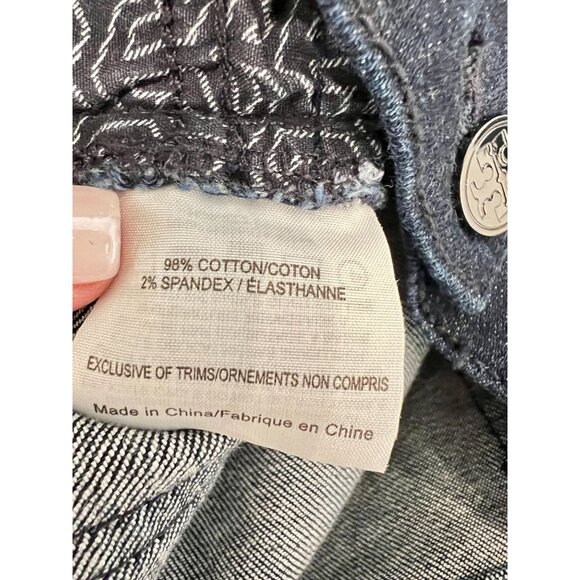 98% COTTON/COTON
2% SPANDEX / ÉLASTHANNE
EXCLUSIVE OF TRIMS/ORNEMENTS NON COMPRIS
Made in China/Fabrique en Chine